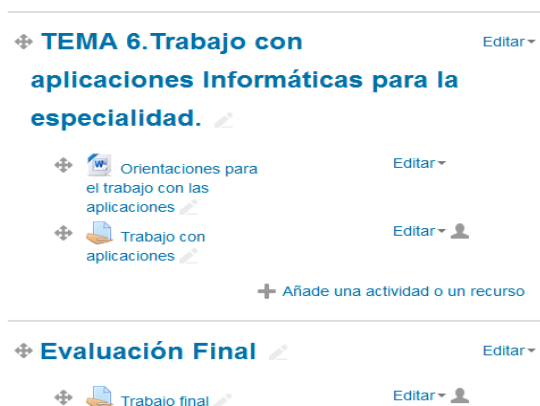 TEMA 6.Trabajo con
Editar
aplicaciones Informáticas para la
especialidad.
Orientaciones para
Editar
el trabajo con las
aplicaciones
Trabajo con
Editar
aplicaciones
Añade una actividad o un recurso
Evaluación Final
Editar
Trabajo final
Editar